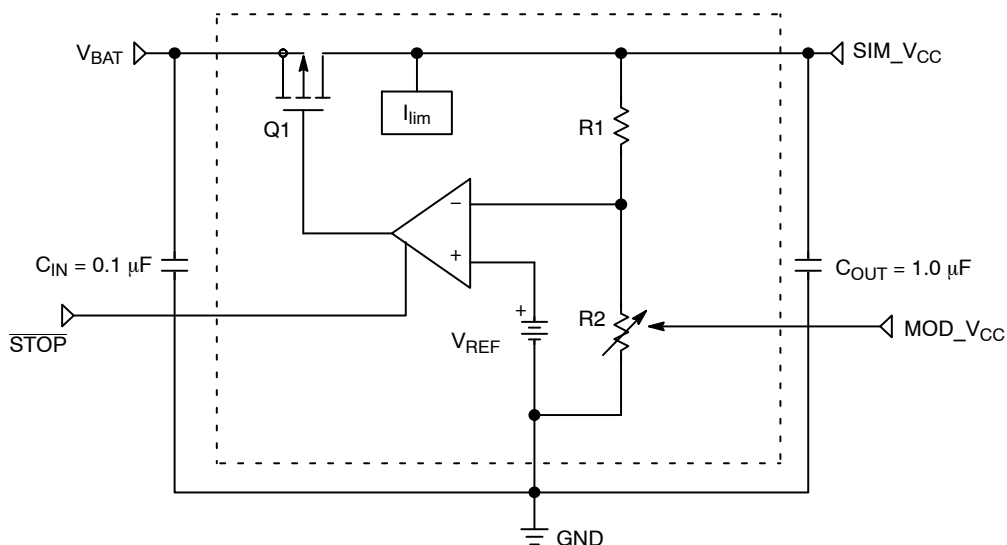 V_BAT
SIM_V_CC
I_lim
Q1
R1
−
+
C_IN = 0.1 μF
C_OUT = 1.0 μF
STOP
+
V_REF
R2
MOD_V_CC
GND